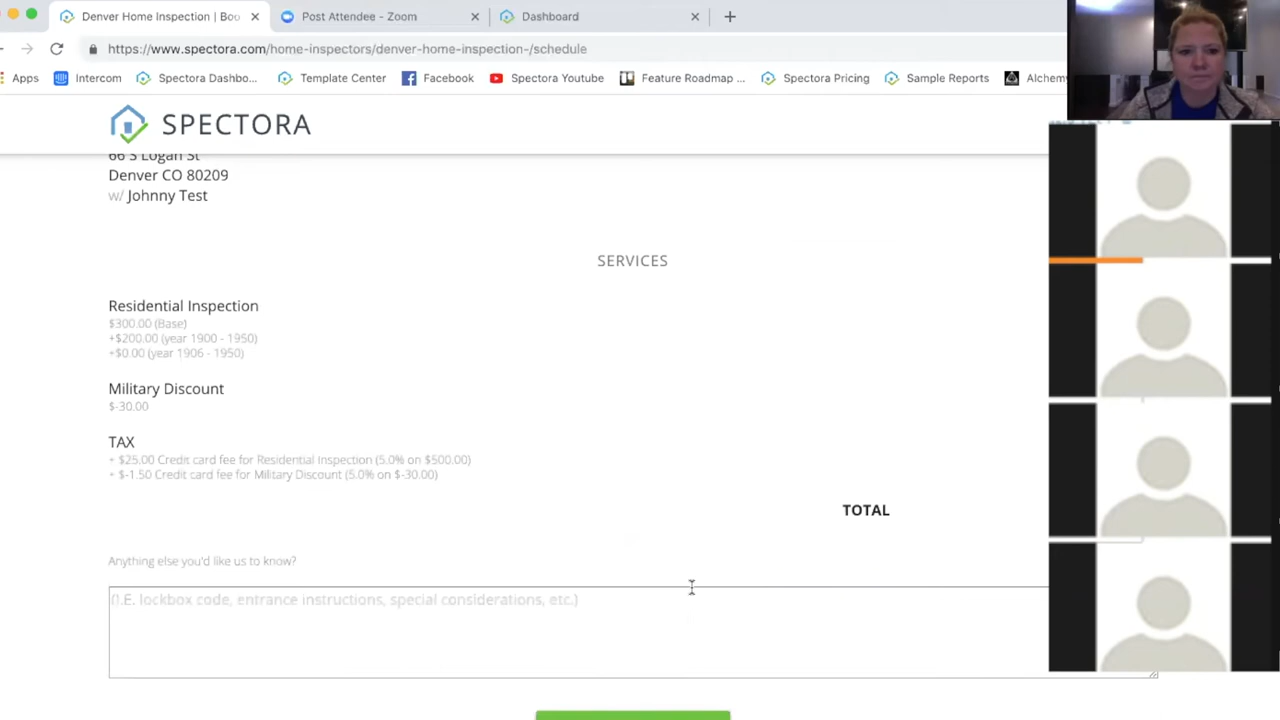 Denver Home Inspection | Bou
Post Attendee - Zoom
Dashboard
https://www.spectora.com/home-inspectors/denver-home-inspection-/schedule
Apps
Intercom
Spectora Dashbo...
Template Center
Facebook
Spectora Youtube
Feature Roadmap ...
Spectora Pricing
Sample Reports
Alchem
SPECTORA
66 S Logan St
Denver CO 80209
w/ Johnny Test
SERVICES
Residential Inspection
$300.00 (Base)
+$200.00 (year 1900 - 1950)
+$0.00 (year 1906 - 1950)
Military Discount
$-30.00
TAX
+ $25.00 Credit card fee for Residential Inspection (5.0% on $500.00)
+ $-1.50 Credit card fee for Military Discount (5.0% on $-30.00)
TOTAL
Anything else you'd like us to know?
(I.E. lockbox code, entrance instructions, special considerations, etc.)